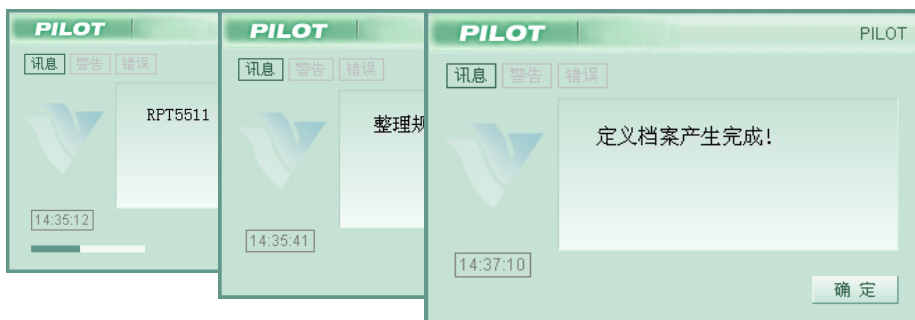 PILOT
讯息 警告 错误
RPT5511
14:35:12
PILOT
讯息 警告 错误
整理规
14:35:41
PILOT
PILOT
讯息 警告 错误
定义档案产生完成!
14:37:10
确 定